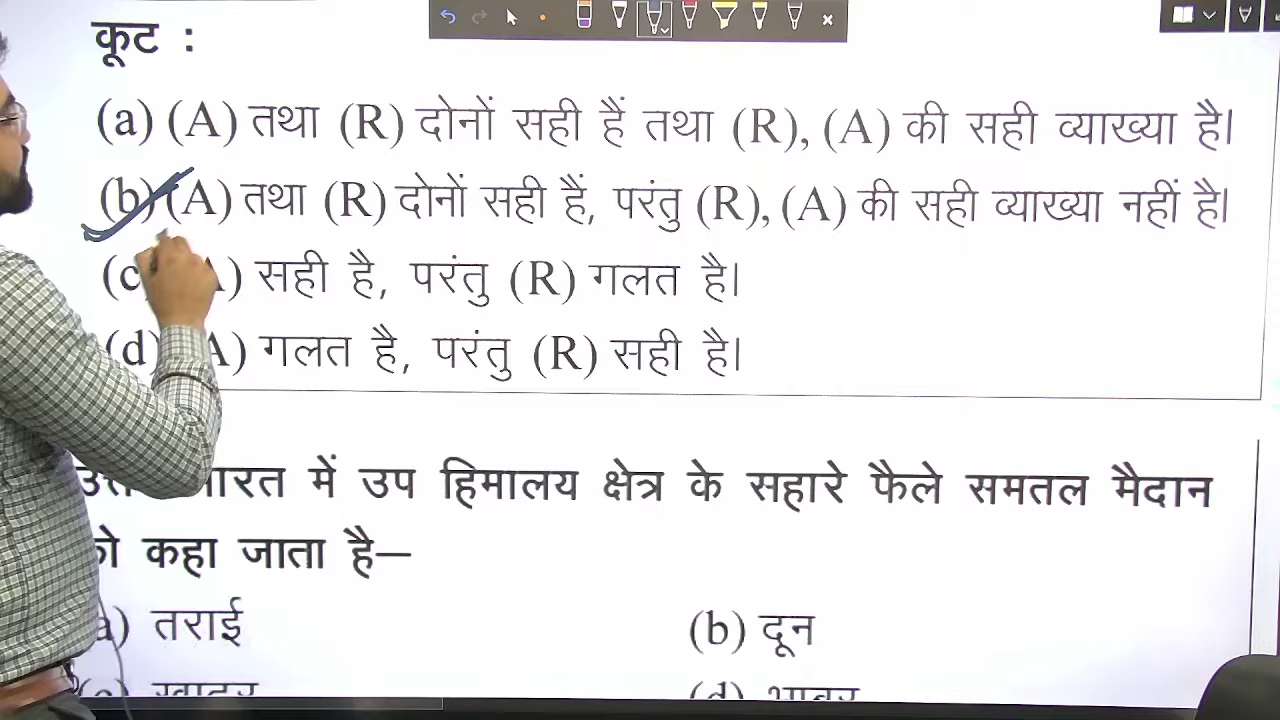 कूट :
(a) (A) तथा (R) दोनों सही हैं तथा (R), (A) की सही व्याख्या है।
(b) (A) तथा (R) दोनों सही हैं, परंतु (R), (A) की सही व्याख्या नहीं है।
(c) A) सही है, परंतु (R) गलत है।
(d) A) गलत है, परंतु (R) सही है।
भारत में उप हिमालय क्षेत्र के सहारे फैले समतल मैदान
को कहा जाता है—
a) तराई (b) दून